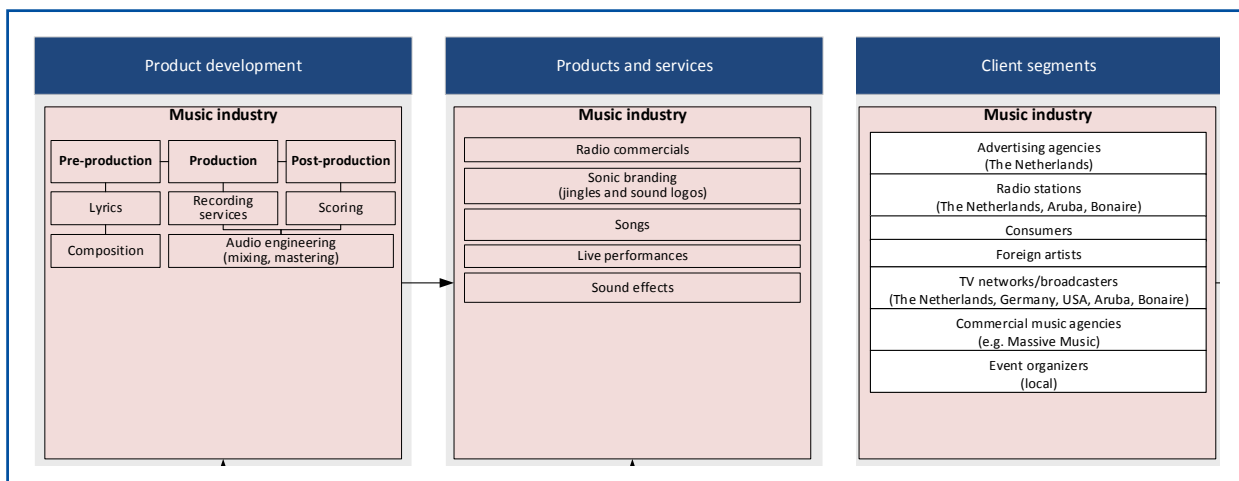 Product development
Music industry
Pre-production
Production
Post-production
Lyrics
Recording
services
Scoring
Composition
Audio engineering
(mixing, mastering)
Products and services
Music industry
Radio commercials
Sonic branding
(jingles and sound logos)
Songs
Live performances
Sound effects
Client segments
Music industry
Advertising agencies
(The Netherlands)
Radio stations
(The Netherlands, Aruba, Bonaire)
Consumers
Foreign artists
TV networks/broadcasters
(The Netherlands, Germany, USA, Aruba, Bonaire)
Commercial music agencies
(e.g. Massive Music)
Event organizers
(local)